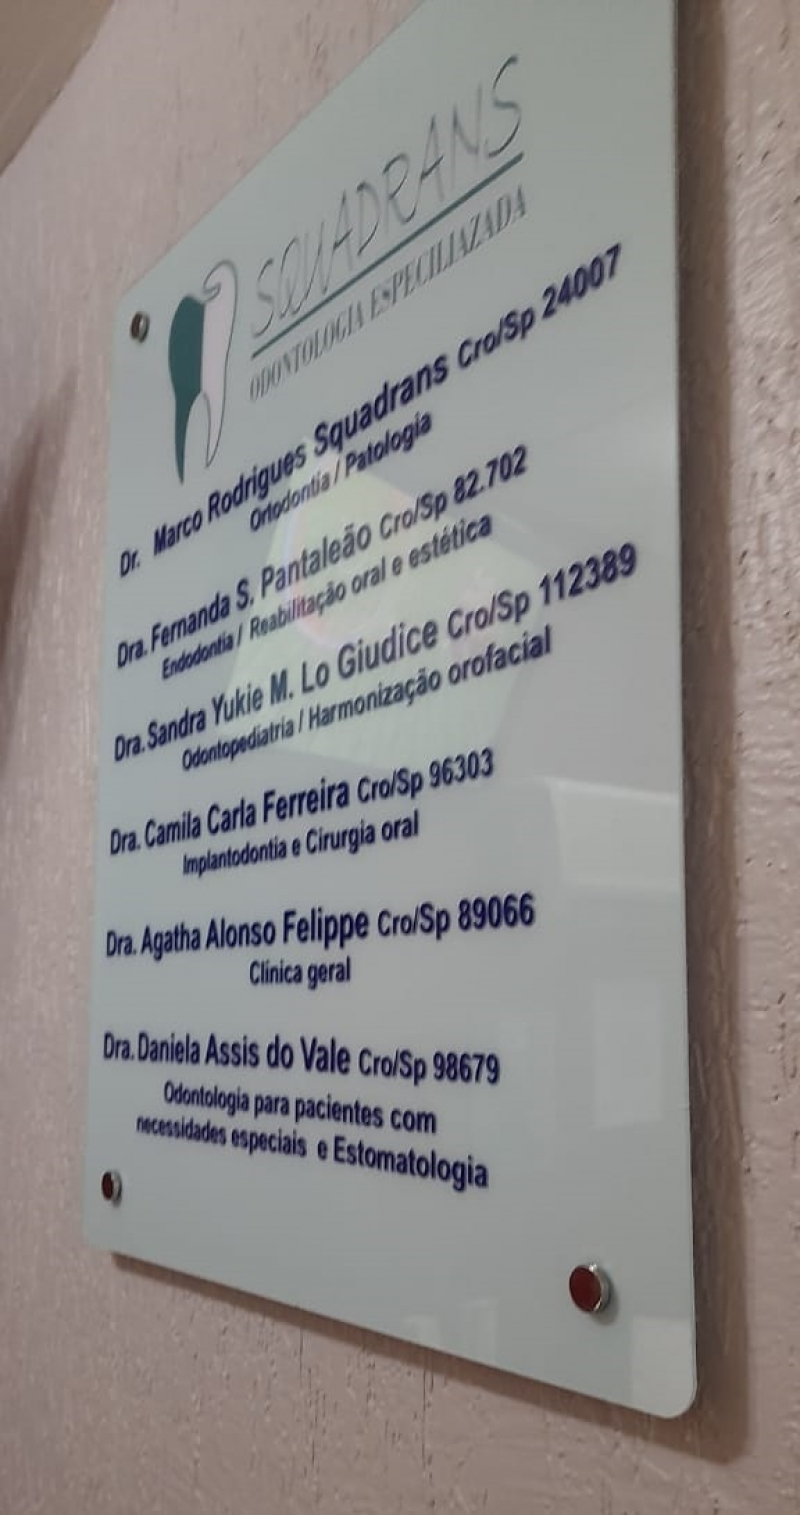 SQUADRANS
ODONTOLOGIA ESPECILIAZADA
Dr. Marco Rodrigues Squadrans Cro/Sp 24007
Ortodontia / Patologia
Dra. Fernanda S. Pantaleão Cro/Sp 82.702
Endodontia / Reabilitação oral e estética
Dra. Sandra Yukie M. Lo Giudice Cro/Sp 112389
Odontopediatria / Harmonização orofacial
Dra. Camila Carla Ferreira Cro/Sp 96303
Implantodontia e Cirurgia oral
Dra. Agatha Alonso Felippe Cro/Sp 89066
Clínica geral
Dra. Daniela Assis do Vale Cro/Sp 98679
Odontologia para pacientes com
necessidades especiais e Estomatologia